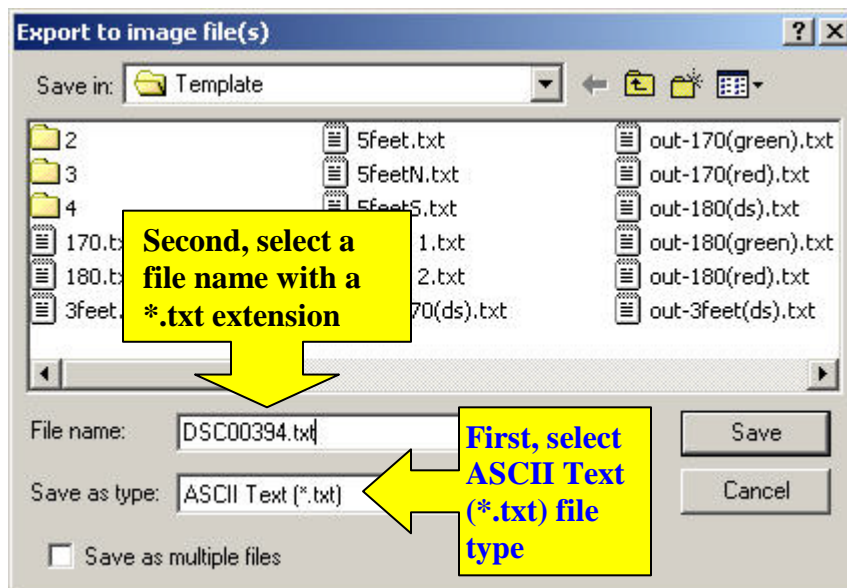 Export to image file(s)
Save in: Template
2
3
4
170.t
180.tx
3feet.
5feet.txt
5feetN.txt
5feetS.txt
1.txt
2.txt
70(ds).txt
out-170(green).txt
out-170(red).txt
out-180(ds).txt
out-180(green).txt
out-180(red).txt
out-3feet(ds).txt
Second, select a
file name with a
*.txt extension
File name: DSC00394.txt
Save
Save as type: ASCII Text (*.txt)
Cancel
First, select
ASCII Text
(*.txt) file
type
Save as multiple files